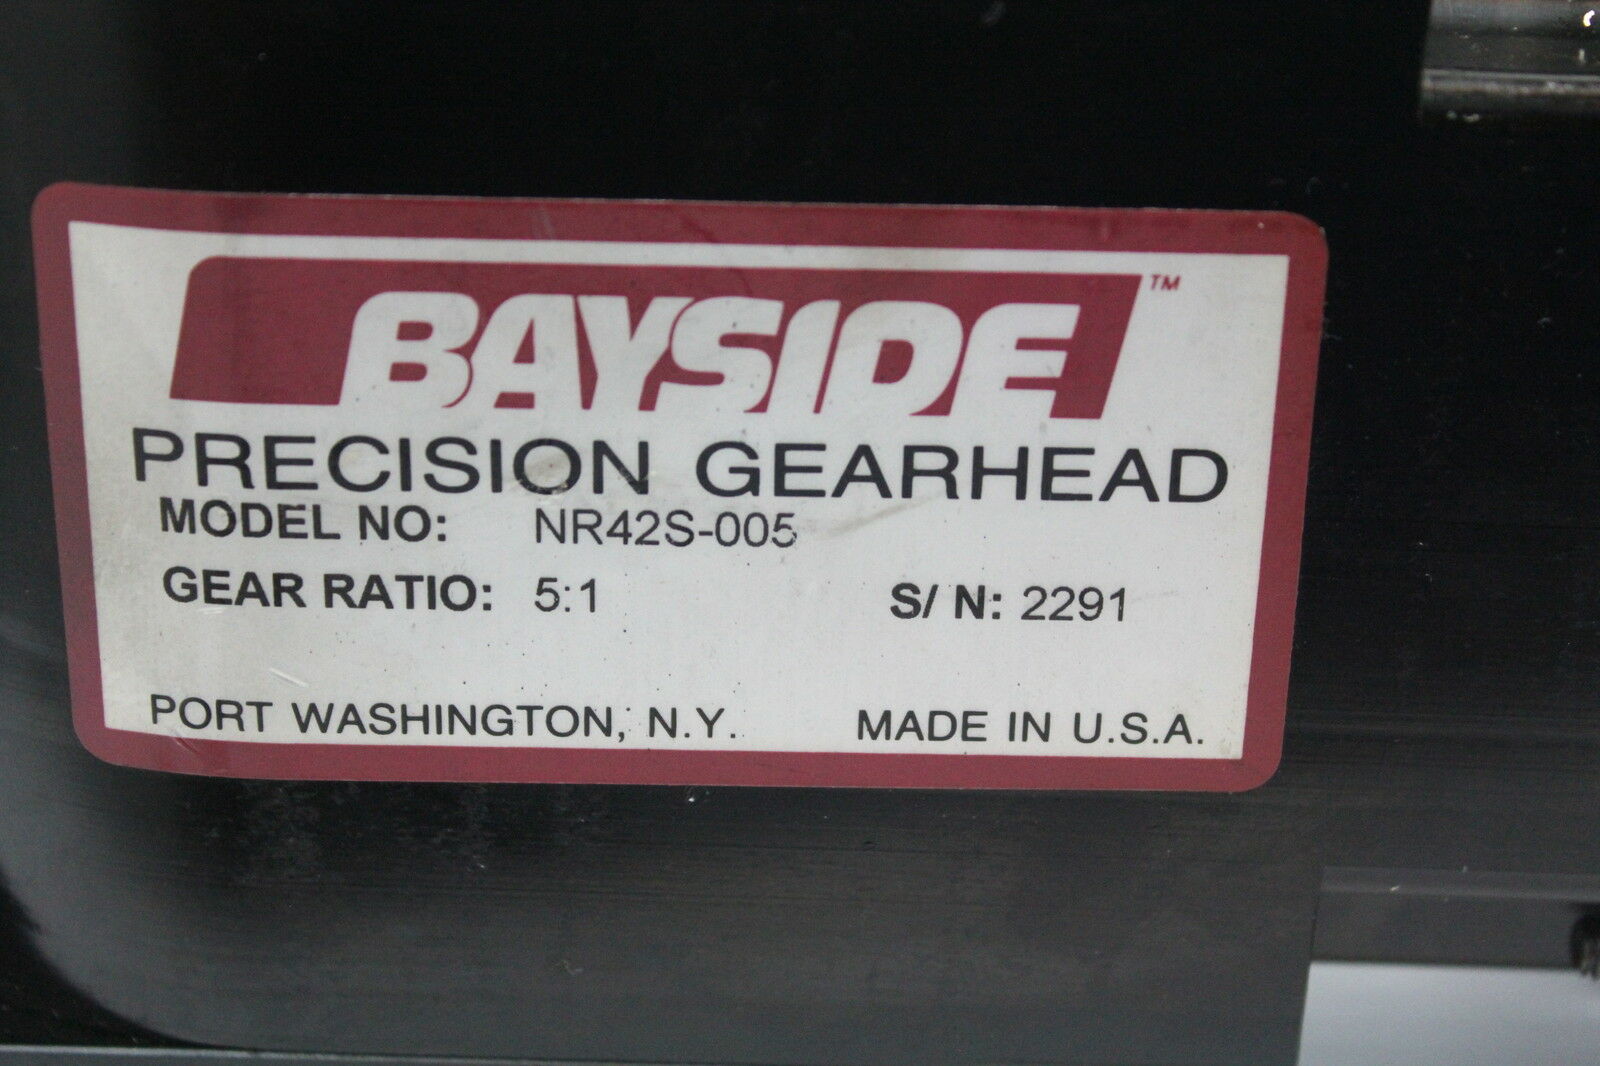 BAYSIDE™
PRECISION GEARHEAD
MODEL NO: NR42S-005
GEAR RATIO: 5:1 S/ N: 2291
PORT WASHINGTON, N.Y. MADE IN U.S.A.